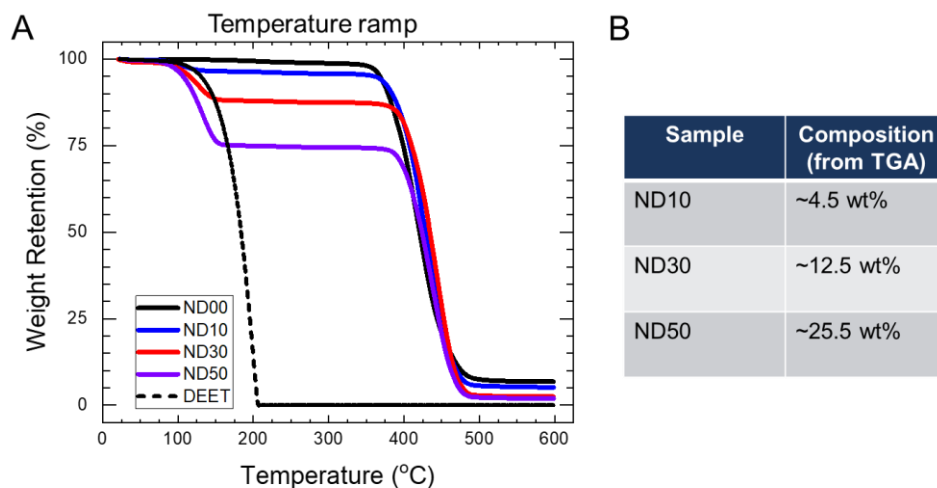 A
Temperature ramp
Weight Retention (%)
100
75
50
25
0
ND00
ND10
ND30
ND50
DEET
0 100 200 300 400 500 600
Temperature (°C)
B
Sample Composition
(from TGA)
ND10 ~4.5 wt%
ND30 ~12.5 wt%
ND50 ~25.5 wt%